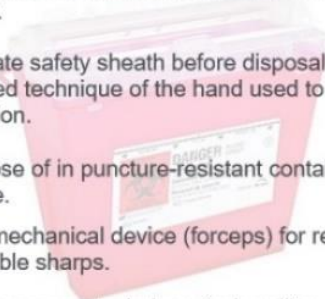 ate safety sheath before disposal
ed technique of the hand used to
on.
se of in puncture-resistant conta
e.
mechanical device (forceps) for re
ble sharps.
DANGER